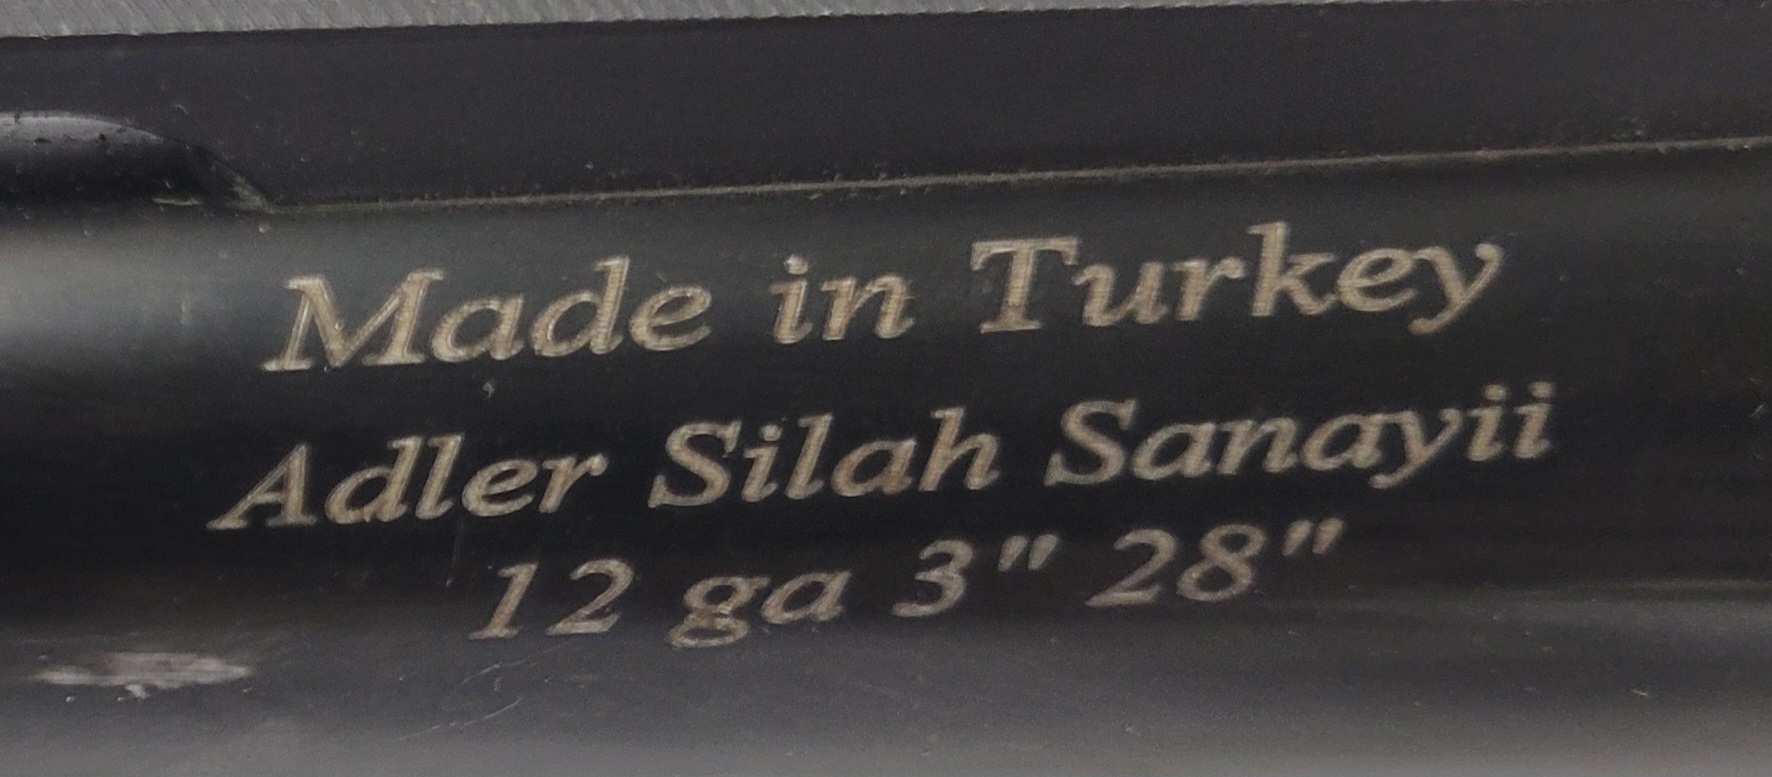 Made in Turkey
Adler Silah Sanayii
12 ga 3" 28"